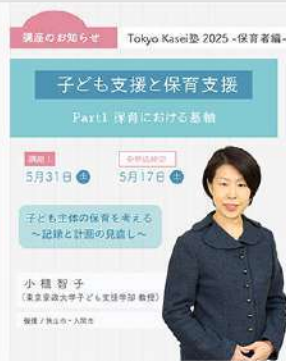 講座のお知らせ
Tokyo Kasei塾 2025 -保育者編-
子ども支援と保育支援
Part1 保育における基軸
講座1
5月31日 土
5月17日 土
子ども主体の保育を考える
～記録と計画の見直し～
小櫃 智子
（東京家政大学子ども支援学部 教授）
後援／狭山市・入間市